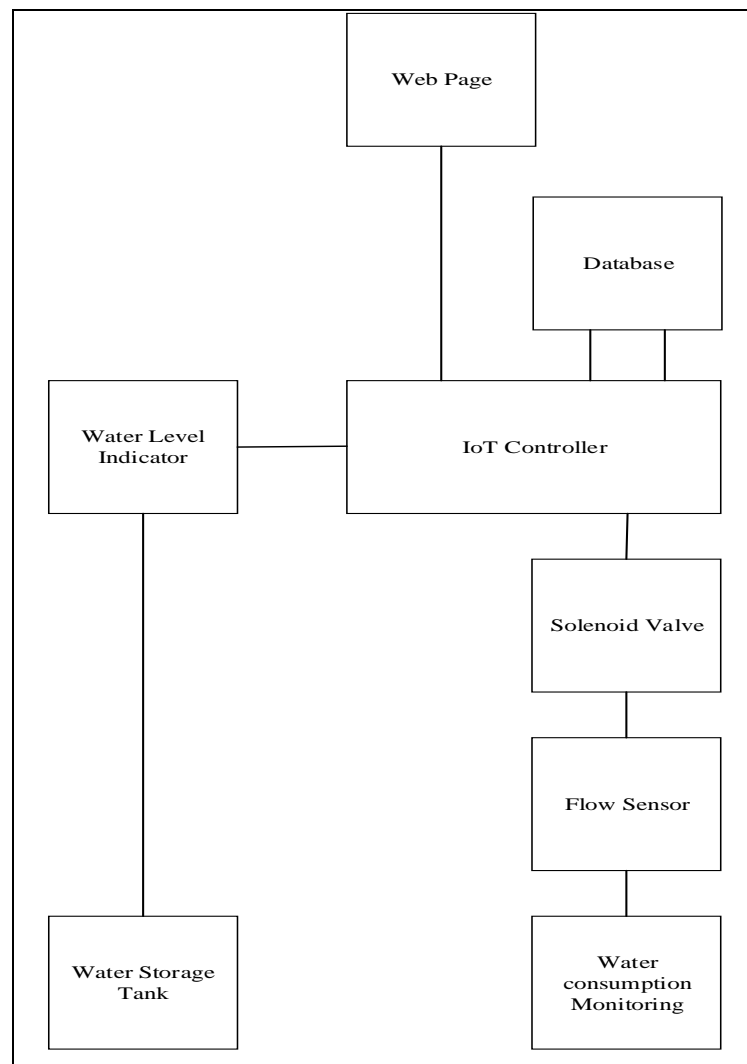 Web Page
Database
Water Level
Indicator
IoT Controller
Solenoid Valve
Flow Sensor
Water Storage
Tank
Water
consumption
Monitoring